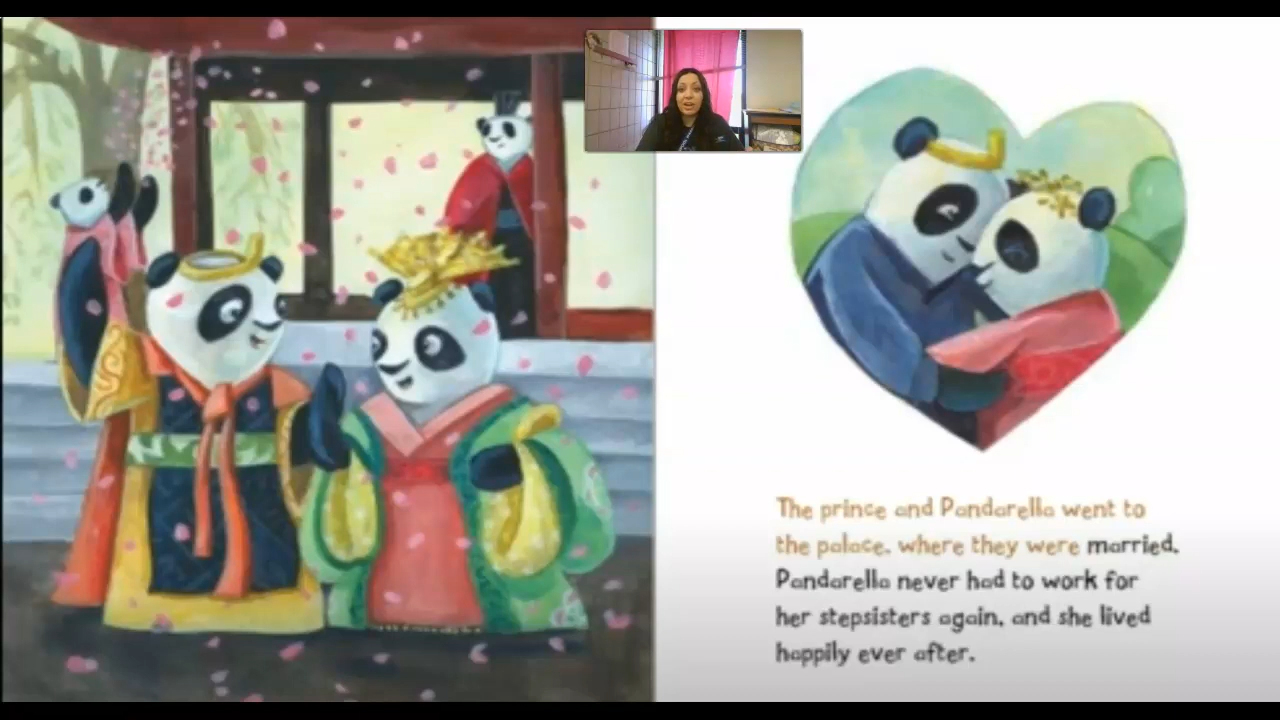 The prince and Pandarella went to
the palace, where they were married.
Pandarella never had to work for
her stepsisters again, and she lived
happily ever after.